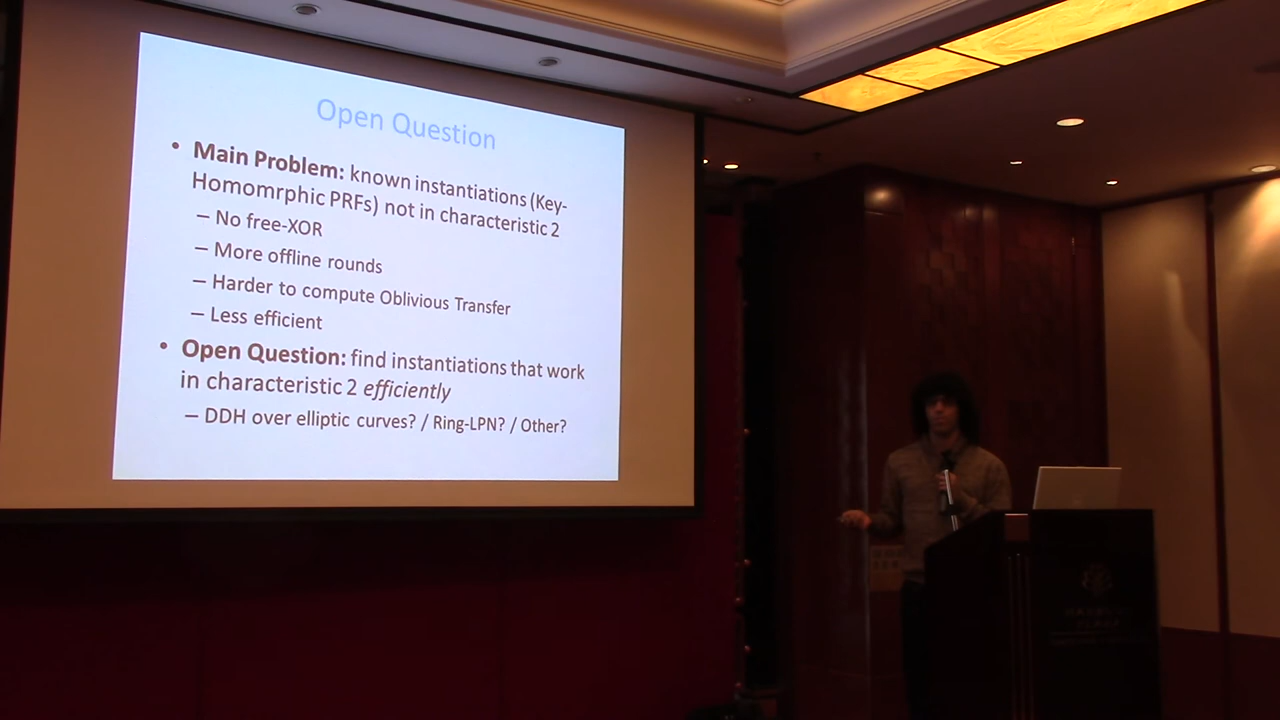 Open Question
• Main Problem: known instantiations (Key-
Homomrphic PRFs) not in characteristic 2
– No free-XOR
– More offline rounds
– Harder to compute Oblivious Transfer
– Less efficient
• Open Question: find instantiations that work
in characteristic 2 efficiently
– DDH over elliptic curves? / Ring-LPN? / Other?